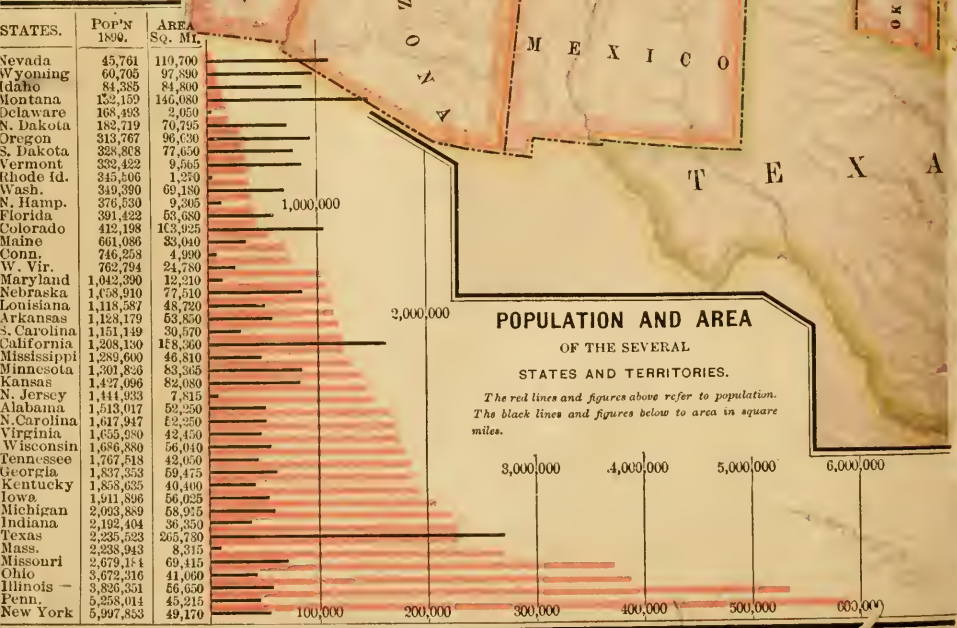 STATES. POP'N 1890. AREA SQ. MI.
Nevada 45,761 110,700
Wyoming 60,705 97,890
Idaho 84,385 84,800
Montana 132,159 146,080
Delaware 168,493 2,050
N. Dakota 182,719 70,795
Oregon 313,767 96,030
S. Dakota 328,808 77,650
Vermont 332,422 9,565
Rhode Id. 345,506 1,250
Wash. 349,390 69,180
N. Hamp. 376,530 9,305
Florida 391,422 53,680
Colorado 412,198 103,925
Maine 661,086 33,040
Conn. 746,258 4,990
W. Vir. 762,794 24,780
Maryland 1,042,390 12,210
Nebraska 1,058,910 77,510
Louisiana 1,118,587 48,720
Arkansas 1,128,179 53,850
S. Carolina 1,151,149 30,570
California 1,208,130 158,360
Mississippi 1,289,600 46,810
Minnesota 1,301,826 83,365
Kansas 1,427,096 82,080
N. Jersey 1,444,933 7,815
Alabama 1,513,017 52,250
N. Carolina 1,617,947 52,250
Virginia 1,655,980 42,450
Wisconsin 1,686,880 56,040
Tennessee 1,767,518 42,050
Georgia 1,837,353 59,475
Kentucky 1,858,635 40,400
Iowa 1,911,896 56,025
Michigan 2,093,889 58,915
Indiana 2,192,404 36,350
Texas 2,235,523 265,780
Mass. 2,238,943 8,315
Missouri 2,679,184 69,415
Ohio 3,672,316 41,060
Illinois 3,826,351 56,650
Penn. 5,258,014 45,215
New York 5,997,853 49,170
1,000,000
2,000,000
3,000,000 4,000,000 5,000,000 6,000,000
100,000 200,000 300,000 400,000 500,000 600,000
POPULATION AND AREA
OF THE SEVERAL
STATES AND TERRITORIES.
The red lines and figures above refer to population.
The black lines and figures below to area in square
miles.
Z O N A
MEXICO
TEXA
OK